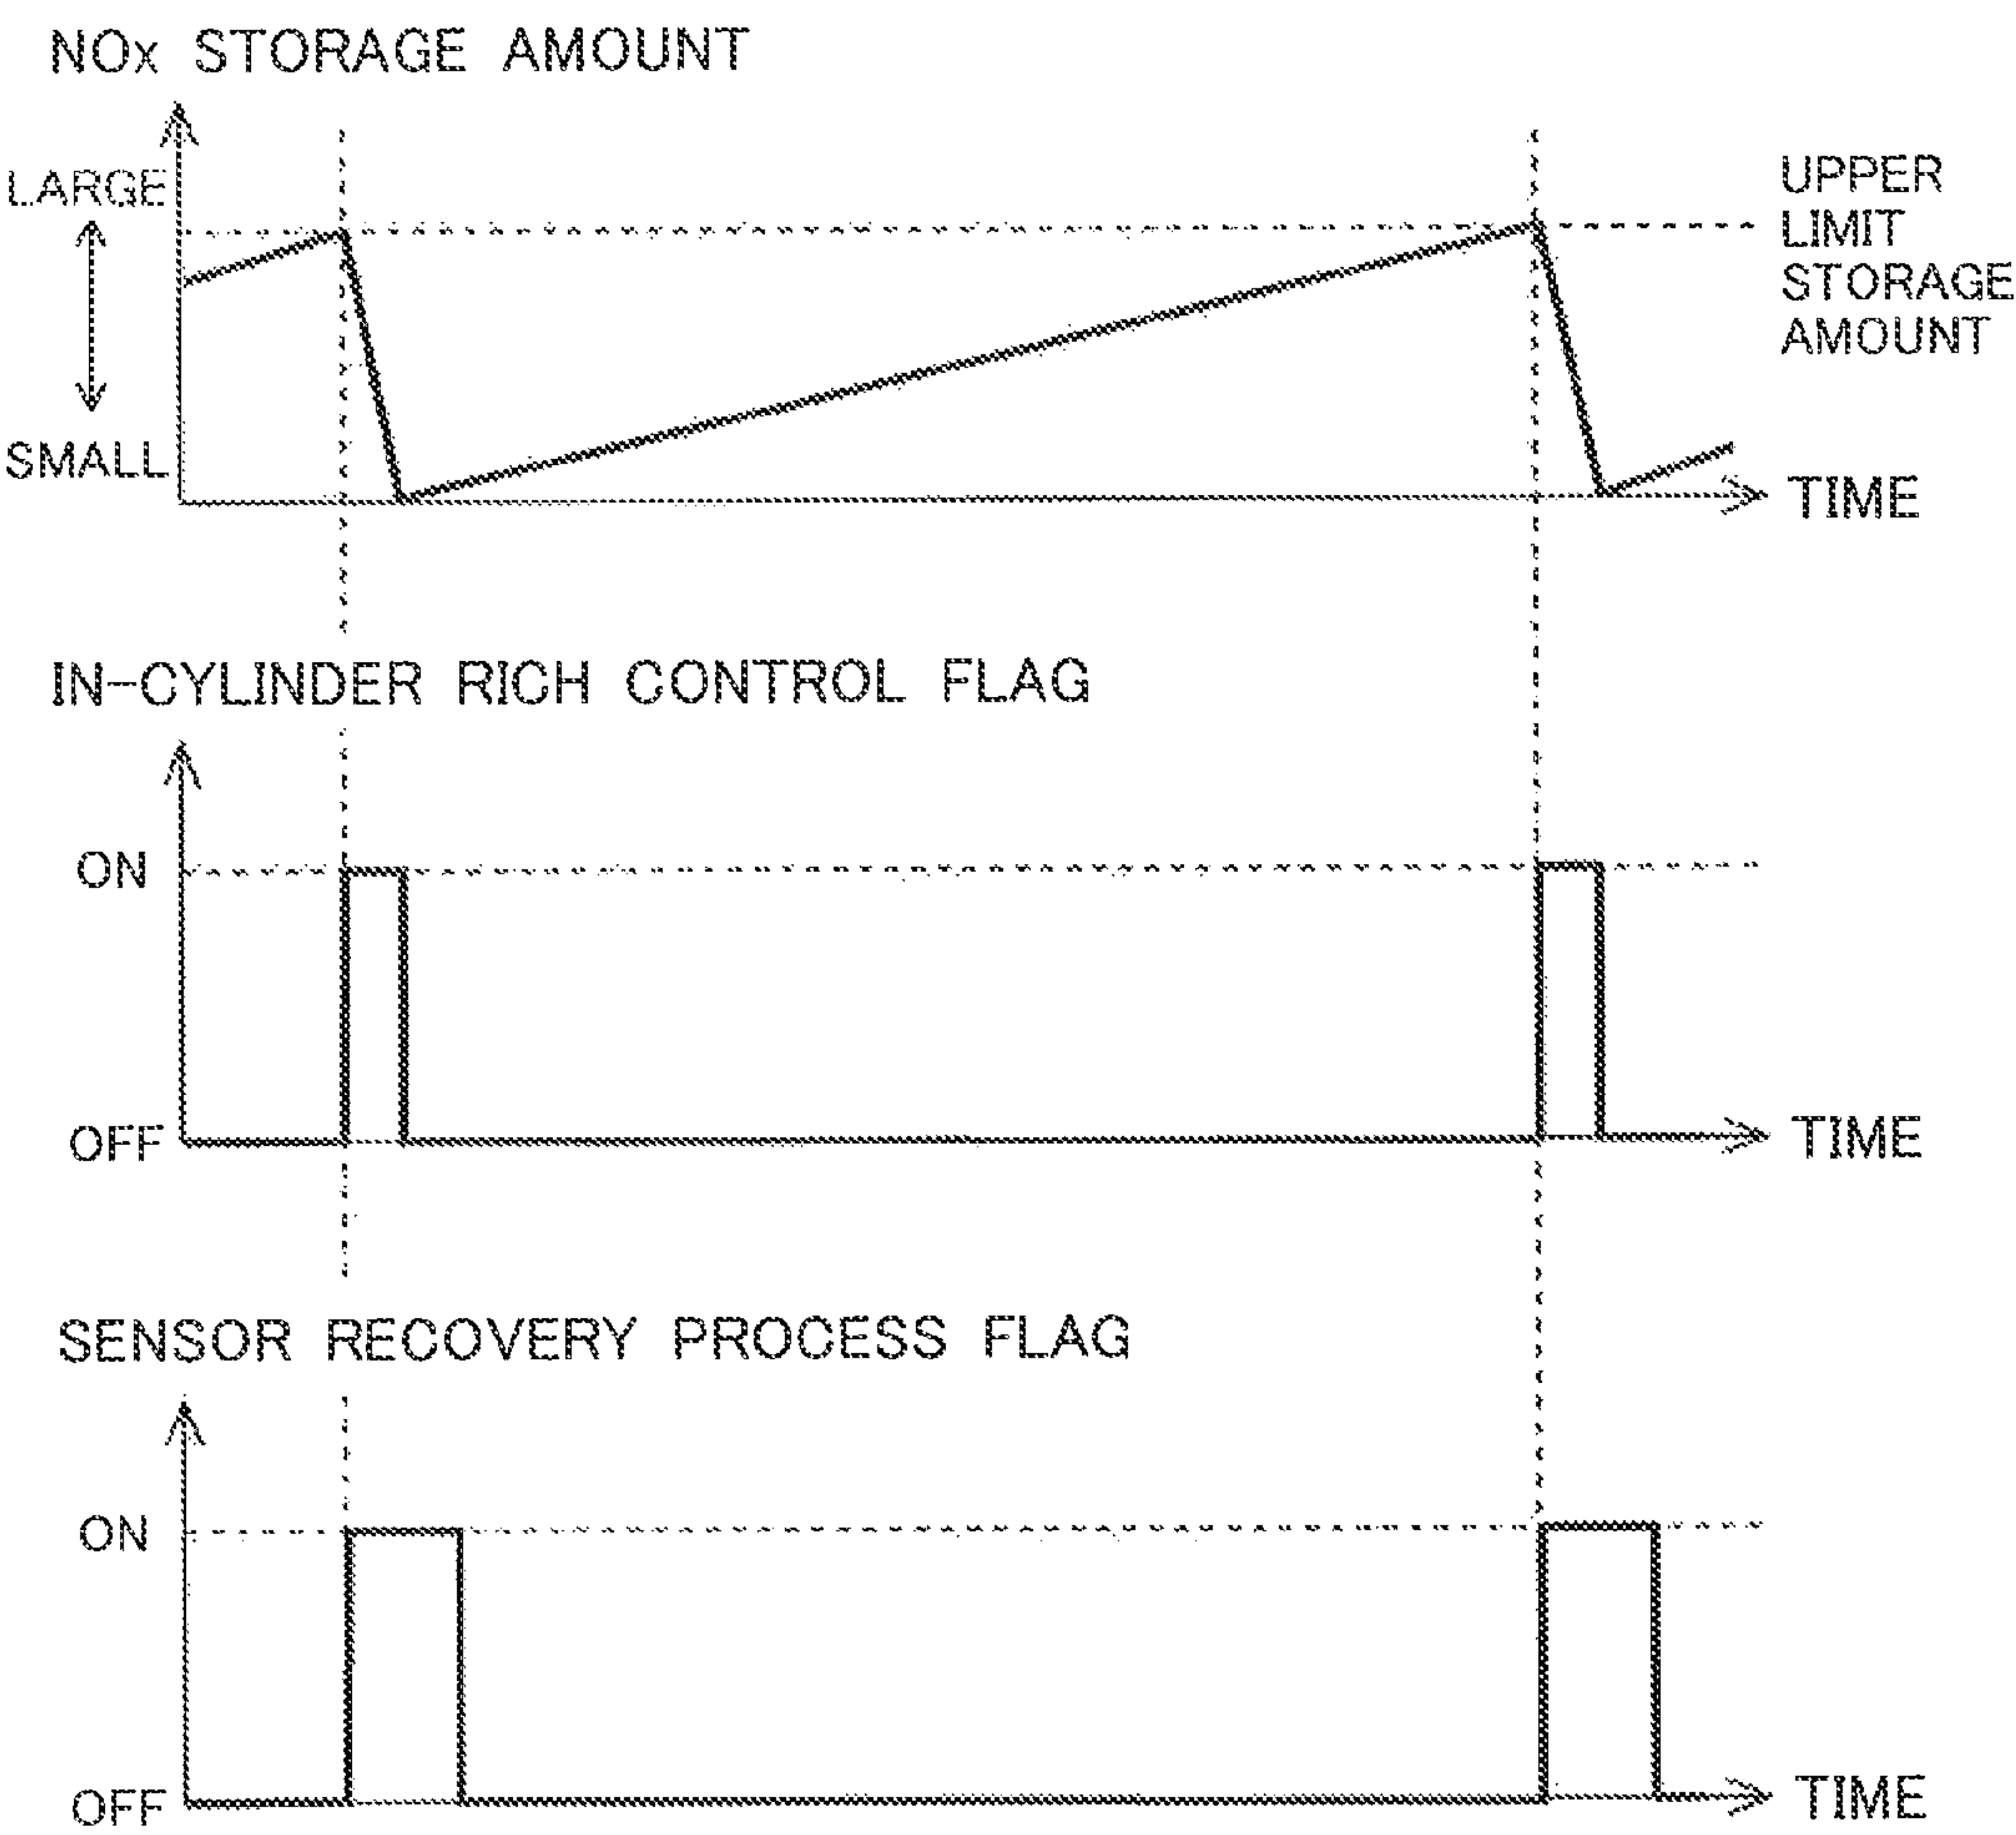 NOx STORAGE AMOUNT
LARGE
SMALL
UPPER
LIMIT
STORAGE
AMOUNT
TIME
IN-CYLINDER RICH CONTROL FLAG
ON
OFF
TIME
SENSOR RECOVERY PROCESS FLAG
ON
OFF
TIME